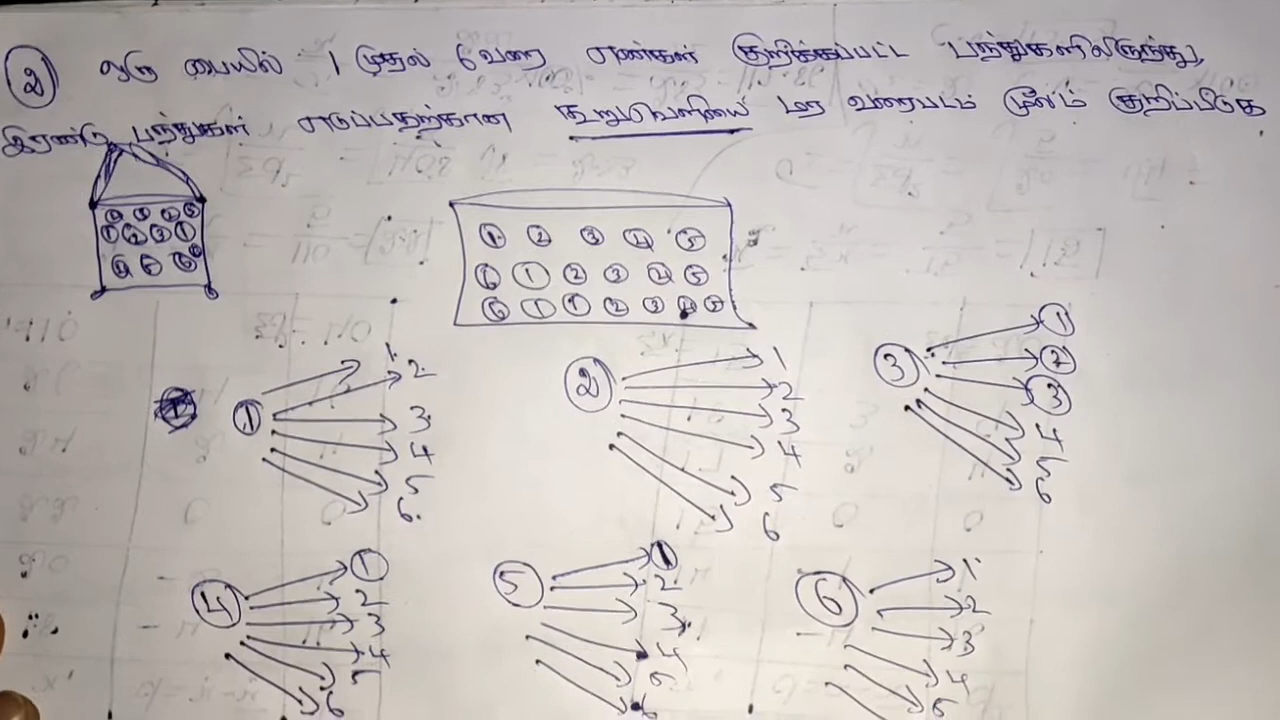 2 ஒரு பையில் 1 முதல் 6 வரை எண்கள் குறிக்கப்பட்ட பந்துகளிலிருந்து,
இரண்டு பந்துகள் எடுப்பதற்கான கூறுவெளியை மர வரைபடம் மூலம் குறிப்பிடுக
1 2 3 4 5
6 1 2 3 4 5
6 1 1 2 3 4 5
1 1 2 3 4 5 6
2 1 2 3 4 5 6
3 1 2 3 4 5 6
4 1 2 3 4 5 6
5 1 2 3 4 5 6
6 1 2 3 4 5